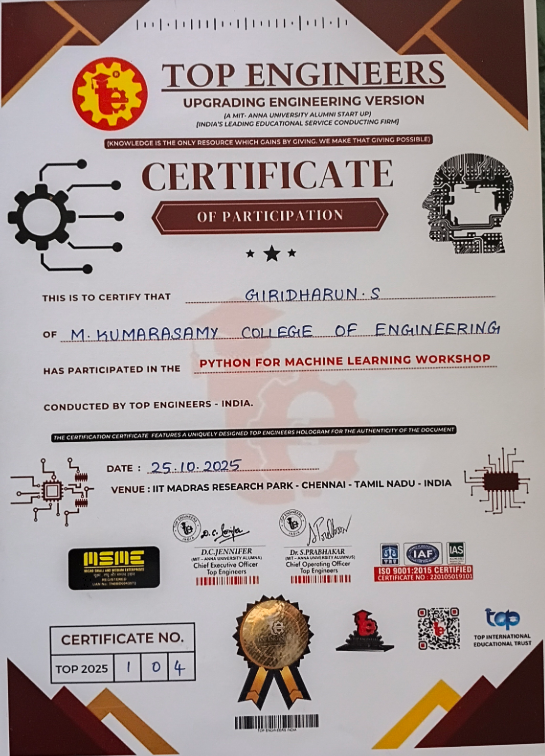 TOP ENGINEERS
UPGRADING ENGINEERING VERSION
(A MIT- ANNA UNIVERSITY ALUMNI START UP)
[INDIA'S LEADING EDUCATIONAL SERVICE CONDUCTING FIRM]
(KNOWLEDGE IS THE ONLY RESOURCE WHICH GAINS BY GIVING. WE MAKE THAT GIVING POSSIBLE)
CERTIFICATE
OF PARTICIPATION
THIS IS TO CERTIFY THAT GIRIDHARUN.S
OF M.KUMARASAMY COLLEGE OF ENGINEERING
HAS PARTICIPATED IN THE PYTHON FOR MACHINE LEARNING WORKSHOP
CONDUCTED BY TOP ENGINEERS - INDIA.
THE CERTIFICATION CERTIFICATE FEATURES A UNIQUELY DESIGNED TOP ENGINEERS HOLOGRAM FOR THE AUTHENTICITY OF THE DOCUMENT
DATE : 25.10.2025
VENUE : IIT MADRAS RESEARCH PARK - CHENNAI - TAMIL NADU - INDIA
D.C.JENNIFER
(MIT - ANNA UNIVERSITY ALUMNA)
Chief Executive Officer
Top Engineers
Dr. S.PRABHAKAR
(MIT - ANNA UNIVERSITY ALUMNUS)
Chief Operating Officer
Top Engineers
MSME
IAF
IAS
ISO 9001:2015 CERTIFIED
CERTIFICATE NO : 220105019101
CERTIFICATE NO.
TOP 2025 1 0 4
top
TOP INTERNATIONAL
EDUCATIONAL TRUST